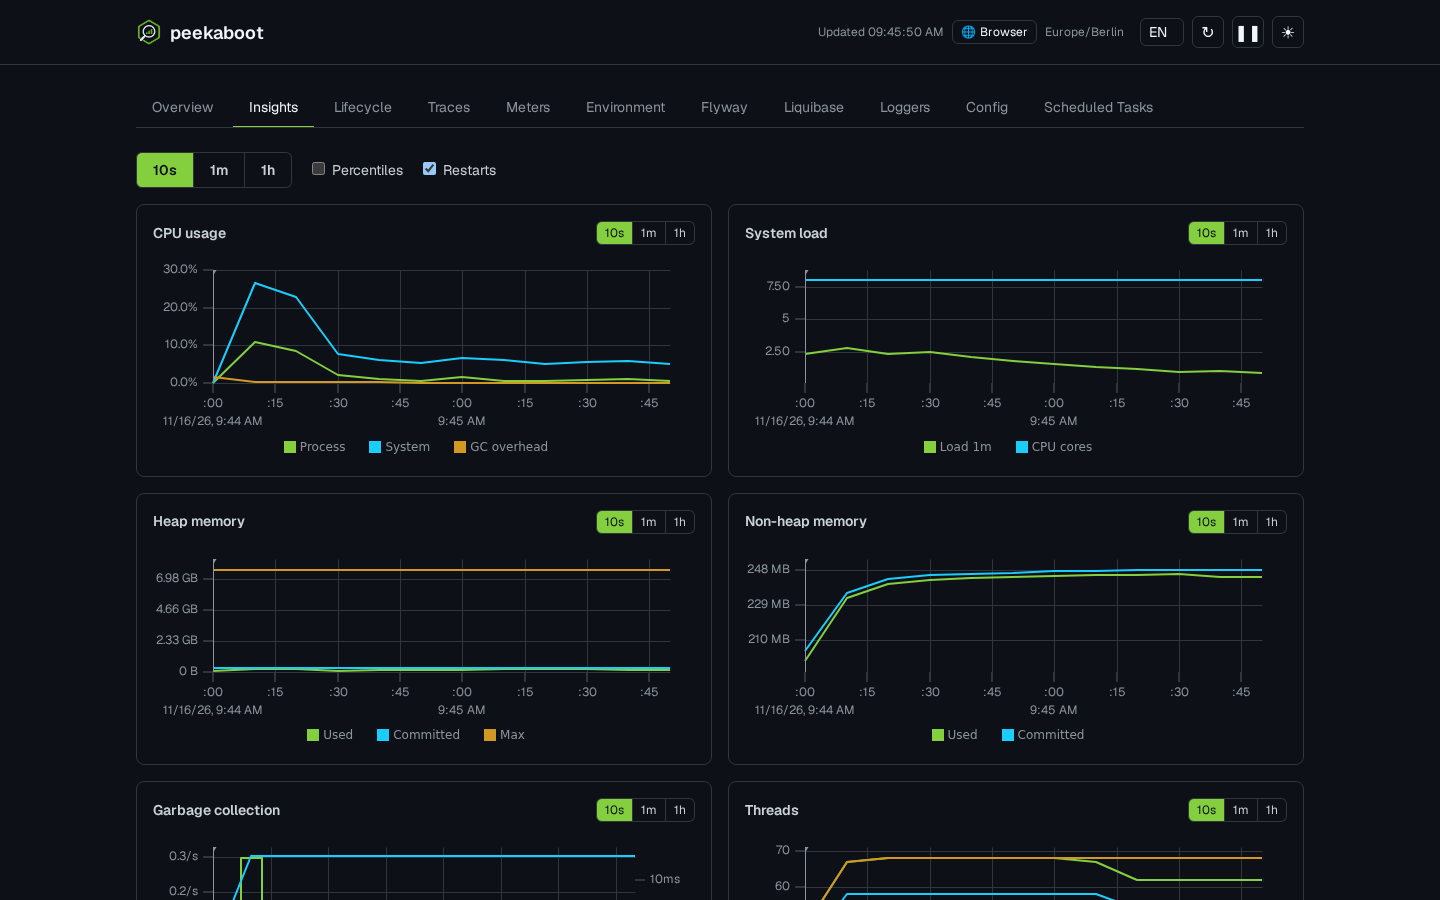 peekaboot
Updated 09:45:50 AM
🌐 Browser
Europe/Berlin
EN
Overview
Insights
Lifecycle
Traces
Meters
Environment
Flyway
Liquibase
Loggers
Config
Scheduled Tasks
10s
1m
1h
Percentiles
Restarts
CPU usage
10s
1m
1h
30.0%
20.0%
10.0%
0.0%
:00 :15 :30 :45 :00 :15 :30 :45
11/16/26, 9:44 AM 9:45 AM
Process System GC overhead
System load
10s
1m
1h
7.50
5
2.50
:00 :15 :30 :45 :00 :15 :30 :45
11/16/26, 9:44 AM 9:45 AM
Load 1m CPU cores
Heap memory
10s
1m
1h
6.98 GB
4.66 GB
2.33 GB
0 B
:00 :15 :30 :45 :00 :15 :30 :45
11/16/26, 9:44 AM 9:45 AM
Used Committed Max
Non-heap memory
10s
1m
1h
248 MB
229 MB
210 MB
:00 :15 :30 :45 :00 :15 :30 :45
11/16/26, 9:44 AM 9:45 AM
Used Committed
Garbage collection
10s
1m
1h
0.3/s
0.2/s
10ms
Threads
10s
1m
1h
70
60